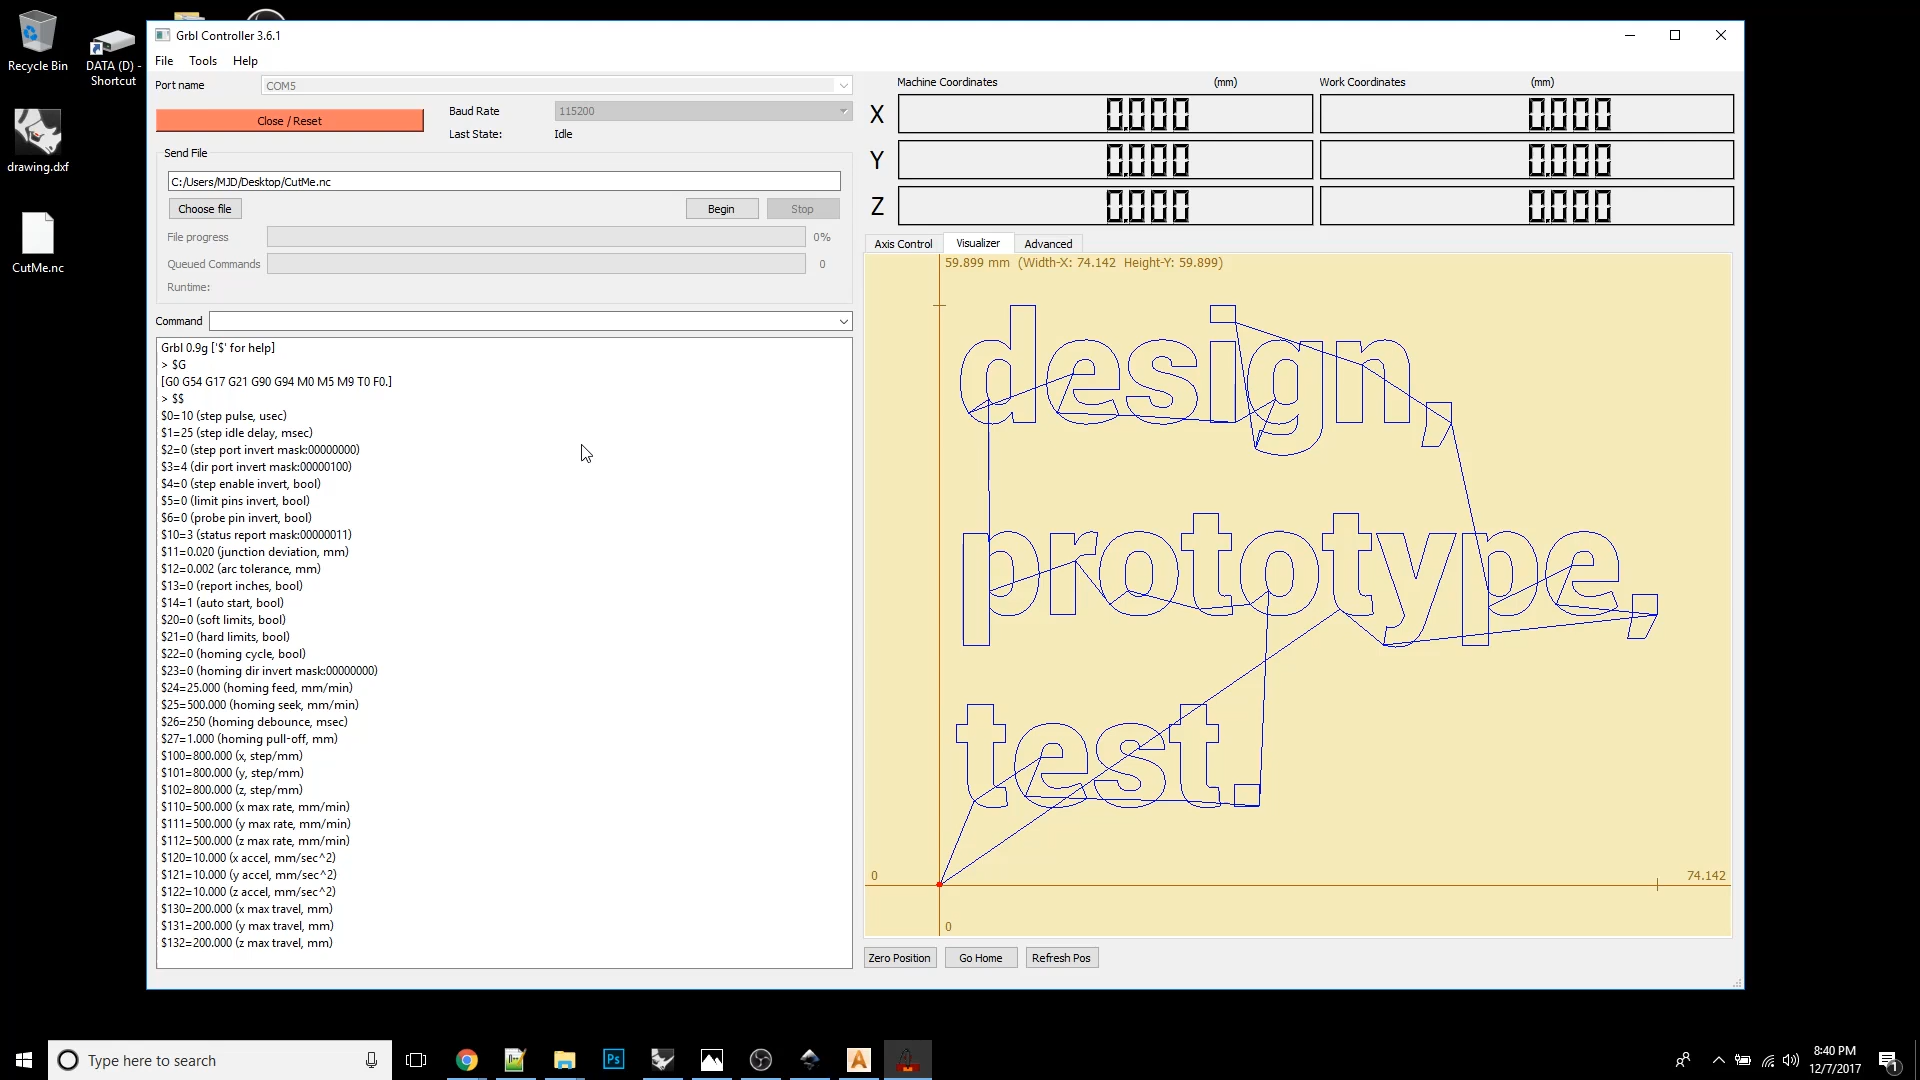 Recycle Bin
DATA (D) - Shortcut
drawing.dxf
CutMe.nc
Grbl Controller 3.6.1
File Tools Help
Port name COM5
Close / Reset
Baud Rate 115200
Last State: Idle
Send File
C:/Users/MJD/Desktop/CutMe.nc
Choose file Begin Stop
File progress 0%
Queued Commands 0
Runtime:
Command
Grbl 0.9g ['$' for help]
> $G
[G0 G54 G17 G21 G90 G94 M0 M5 M9 T0 F0.]
> $$
$0=10 (step pulse, usec)
$1=25 (step idle delay, msec)
$2=0 (step port invert mask:00000000)
$3=4 (dir port invert mask:00000100)
$4=0 (step enable invert, bool)
$5=0 (limit pins invert, bool)
$6=0 (probe pin invert, bool)
$10=3 (status report mask:00000011)
$11=0.020 (junction deviation, mm)
$12=0.002 (arc tolerance, mm)
$13=0 (report inches, bool)
$14=1 (auto start, bool)
$20=0 (soft limits, bool)
$21=0 (hard limits, bool)
$22=0 (homing cycle, bool)
$23=0 (homing dir invert mask:00000000)
$24=25.000 (homing feed, mm/min)
$25=500.000 (homing seek, mm/min)
$26=250 (homing debounce, msec)
$27=1.000 (homing pull-off, mm)
$100=800.000 (x, step/mm)
$101=800.000 (y, step/mm)
$102=800.000 (z, step/mm)
$110=500.000 (x max rate, mm/min)
$111=500.000 (y max rate, mm/min)
$112=500.000 (z max rate, mm/min)
$120=10.000 (x accel, mm/sec^2)
$121=10.000 (y accel, mm/sec^2)
$122=10.000 (z accel, mm/sec^2)
$130=200.000 (x max travel, mm)
$131=200.000 (y max travel, mm)
$132=200.000 (z max travel, mm)
Machine Coordinates (mm) Work Coordinates (mm)
X 0.000 0.000
Y 0.000 0.000
Z 0.000 0.000
Axis Control Visualizer Advanced
59.899 mm (Width-X: 74.142 Height-Y: 59.899)
design,
prototype,
test.
0 74.142
0
Zero Position Go Home Refresh Pos
Type here to search
Ps
8:40 PM
12/7/2017
1